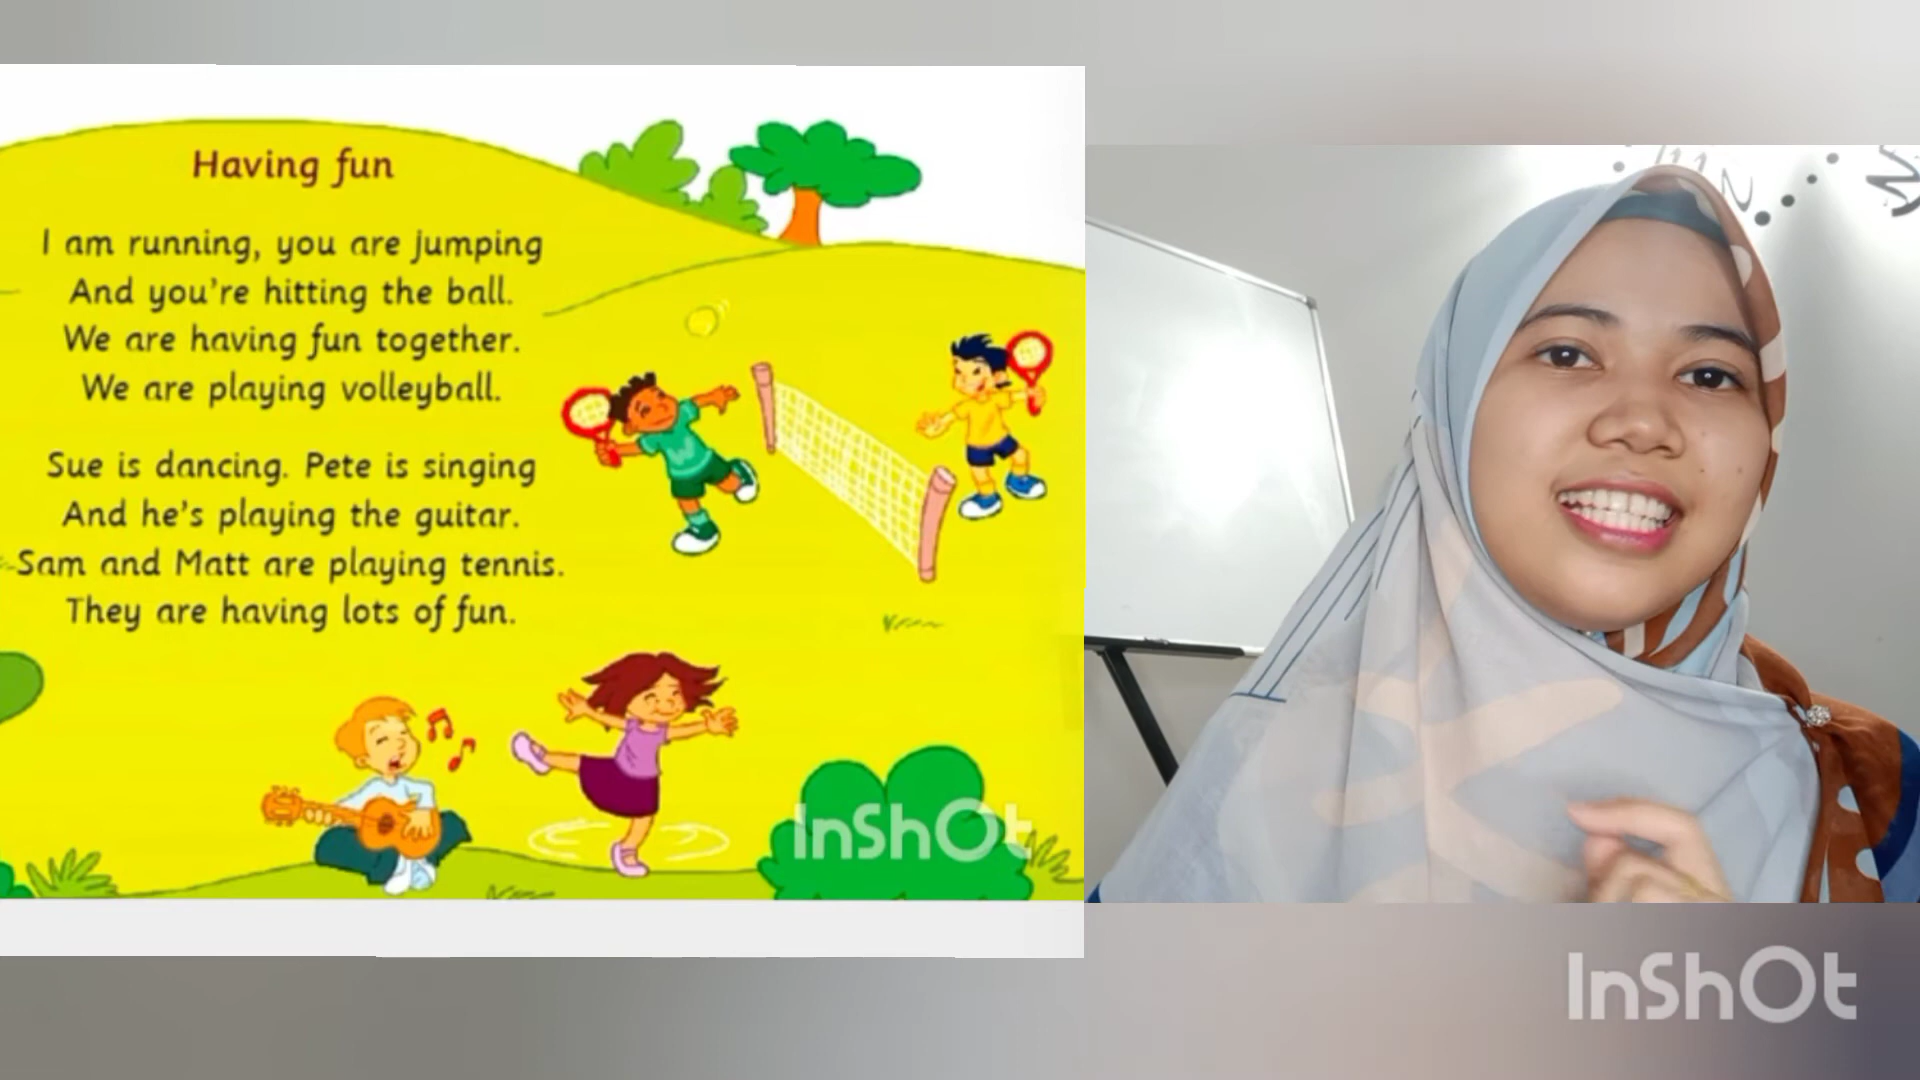 Having fun
I am running, you are jumping
And you're hitting the ball.
We are having fun together.
We are playing volleyball.
Sue is dancing. Pete is singing
And he's playing the guitar.
Sam and Matt are playing tennis.
They are having lots of fun.
InShOt
InShOt